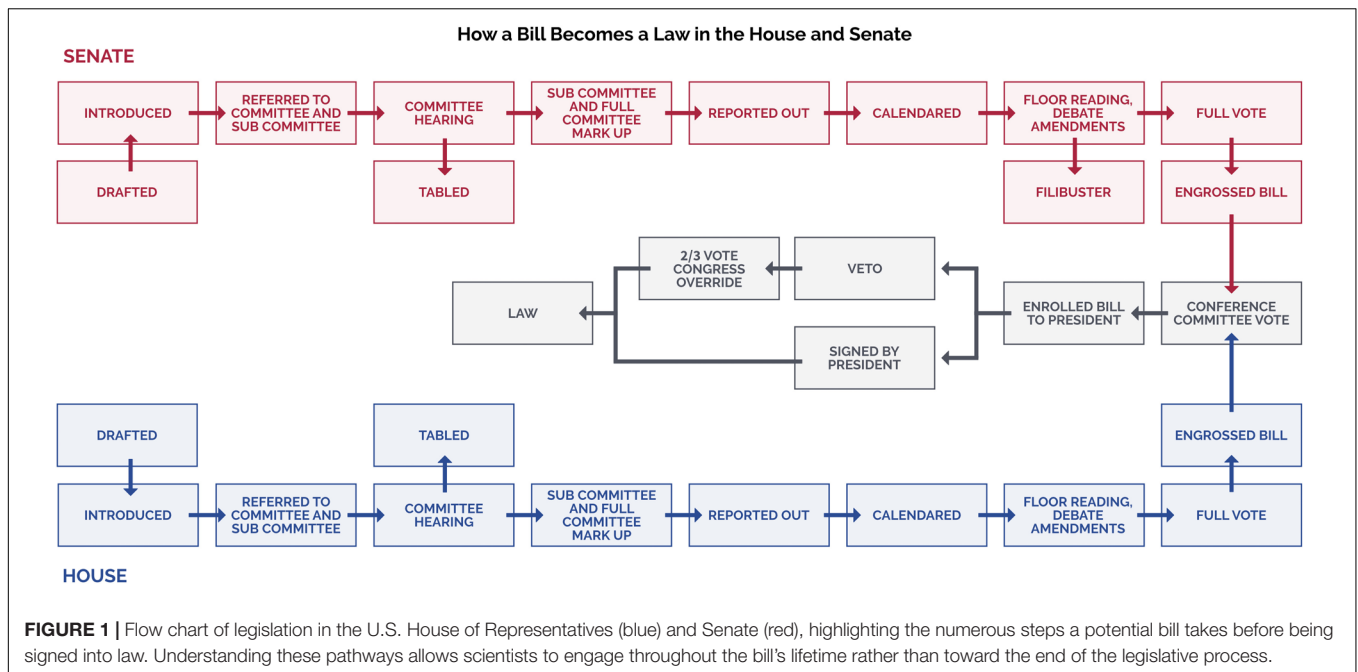 How a Bill Becomes a Law in the House and Senate
SENATE
INTRODUCED
REFERRED TO
COMMITTEE AND
SUB COMMITTEE
COMMITTEE
HEARING
SUB COMMITTEE
AND FULL
COMMITTEE
MARK UP
REPORTED OUT
CALENDARED
FLOOR READING,
DEBATE
AMENDMENTS
FULL VOTE
DRAFTED
TABLED
FILIBUSTER
ENGROSSED BILL
2/3 VOTE
CONGRESS
OVERRIDE
VETO
LAW
ENROLLED BILL
TO PRESIDENT
CONFERENCE
COMMITTEE VOTE
SIGNED BY
PRESIDENT
DRAFTED
TABLED
ENGROSSED BILL
INTRODUCED
REFERRED TO
COMMITTEE AND
SUB COMMITTEE
COMMITTEE
HEARING
SUB COMMITTEE
AND FULL
COMMITTEE
MARK UP
REPORTED OUT
CALENDARED
FLOOR READING,
DEBATE
AMENDMENTS
FULL VOTE
HOUSE
FIGURE 1 | Flow chart of legislation in the U.S. House of Representatives (blue) and Senate (red), highlighting the numerous steps a potential bill takes before being
signed into law. Understanding these pathways allows scientists to engage throughout the bill's lifetime rather than toward the end of the legislative process.